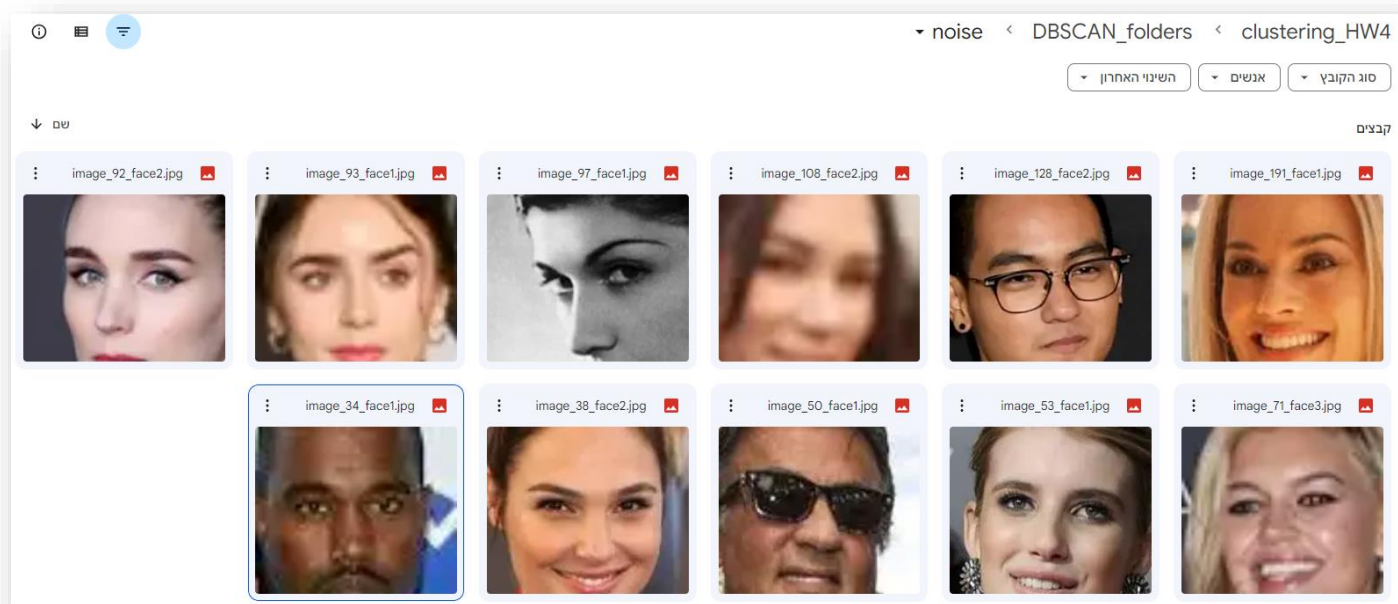 clustering_HW4 > DBSCAN_folders > noise
סוג הקובץ אנשים השינוי האחרון
קבצים שם
image_191_face1.jpg image_128_face2.jpg image_108_face2.jpg image_97_face1.jpg image_93_face1.jpg image_92_face2.jpg
image_71_face3.jpg image_53_face1.jpg image_50_face1.jpg image_38_face2.jpg image_34_face1.jpg